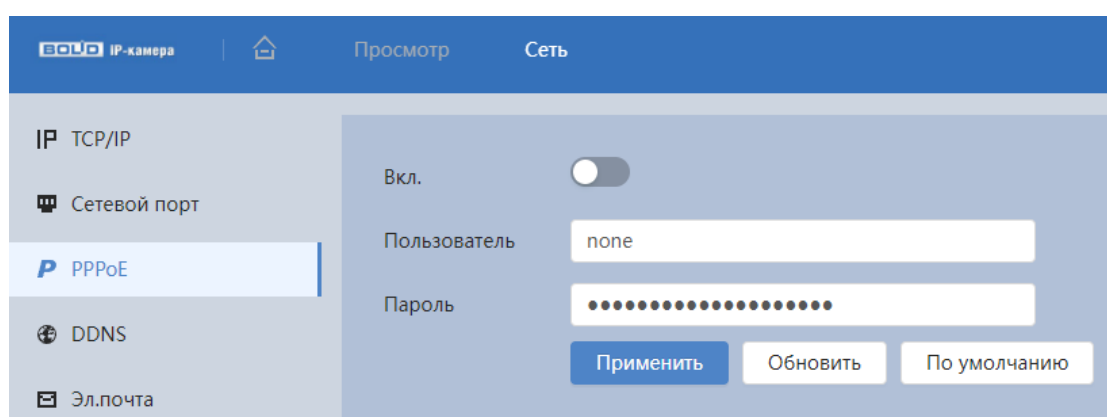 BOLID IP-камера Просмотр Сеть
IP TCP/IP
Сетевой порт
P PPPoE
DDNS
Эл.почта
Вкл.
Пользователь none
Пароль ●●●●●●●●●●●●●●●●●●●●
Применить Обновить По умолчанию